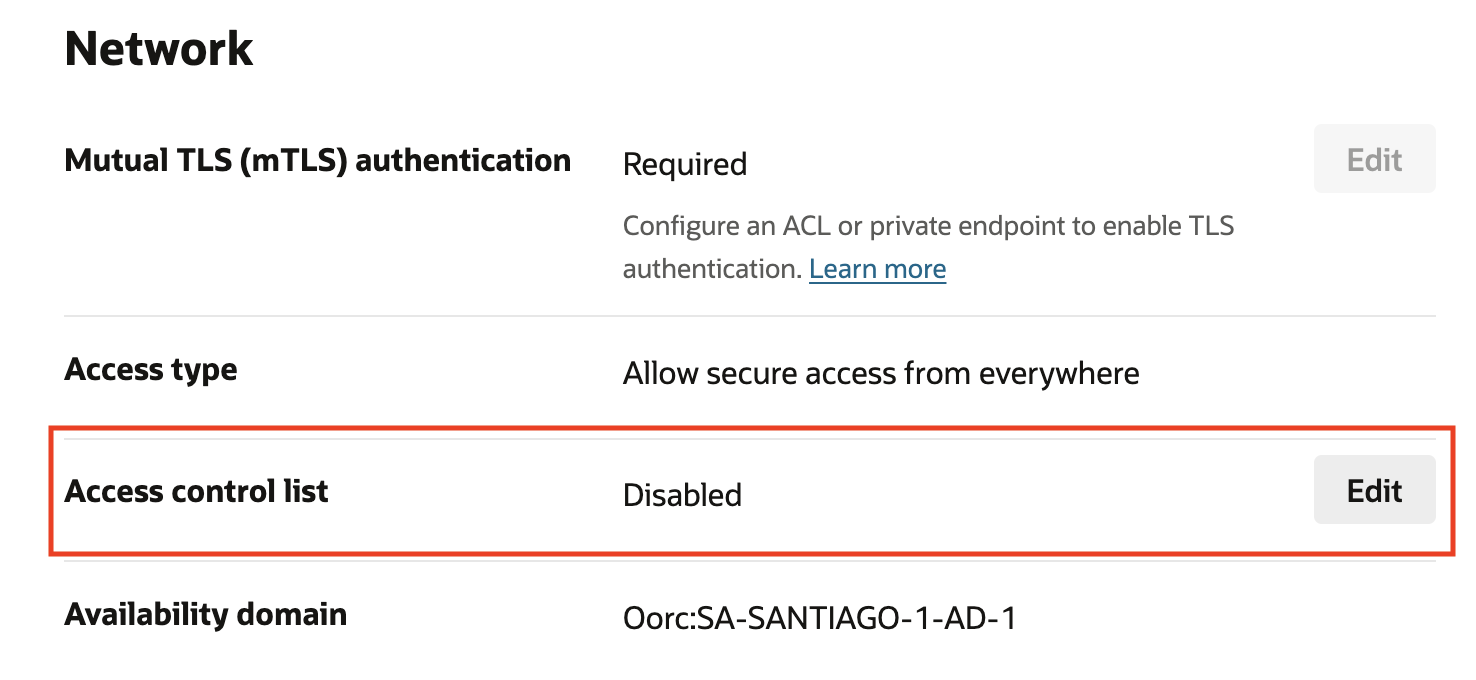 Network
Mutual TLS (mTLS) authentication
Required
Edit
Configure an ACL or private endpoint to enable TLS
authentication. Learn more
Access type
Allow secure access from everywhere
Access control list
Disabled
Edit
Availability domain
Oorc:SA-SANTIAGO-1-AD-1